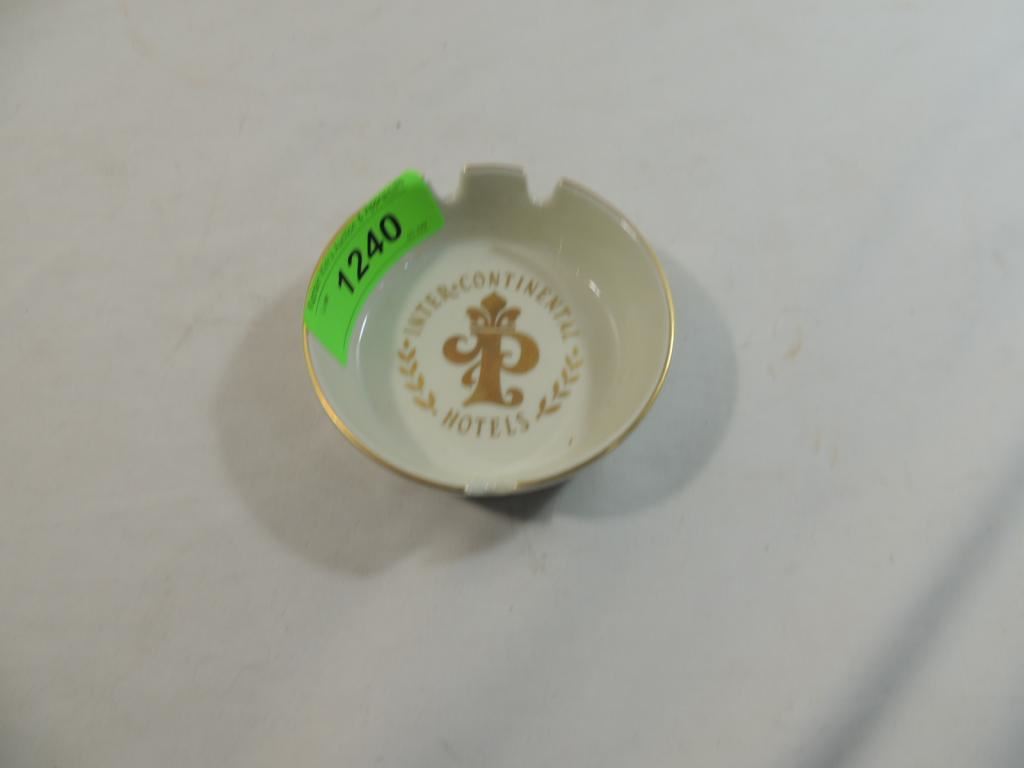 1240
INTER•CONTINENTAL
P
HOTELS